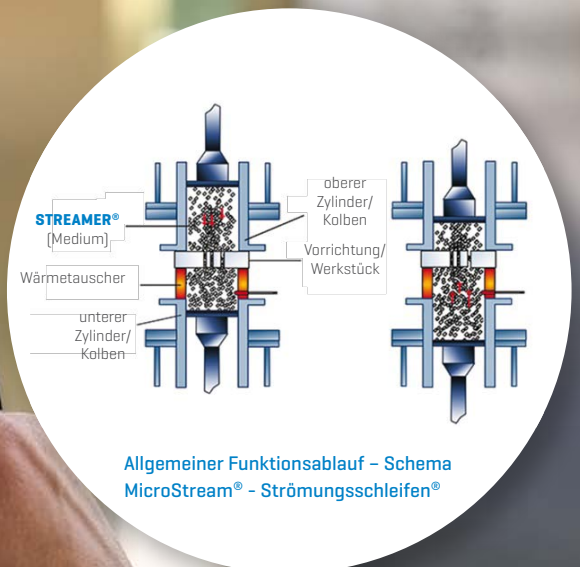 STREAMER®
(Medium)
Wärmetauscher
unterer
Zylinder/
Kolben
oberer
Zylinder/
Kolben
Vorrichtung/
Werkstück
Allgemeiner Funktionsablauf – Schema
MicroStream® - Strömungsschleifen®